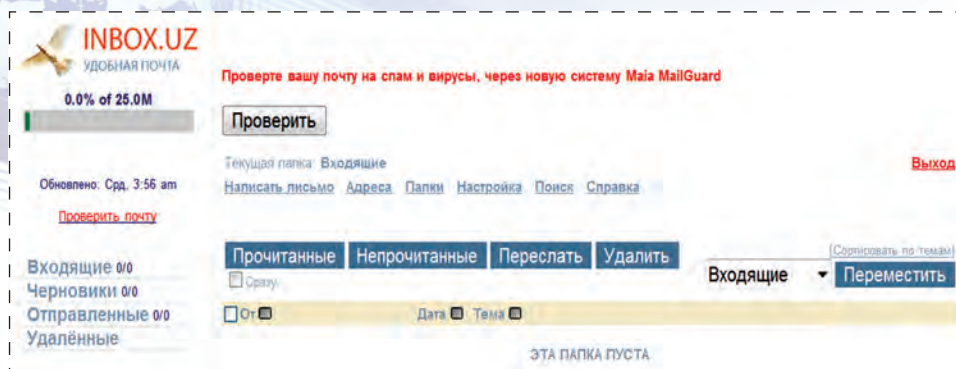 INBOX.UZ
УДОБНАЯ ПОЧТА
0.0% of 25.0M
Обновлено: Срд, 3:56 am
Проверить почту
Входящие 0/0
Черновики 0/0
Отправленные 0/0
Удалённые
Проверте вашу почту на спам и вирусы, через новую систему Maia MailGuard
Проверить
Текущая папка: Входящие
Выход
Написать письмо Адреса Папки Настройка Поиск Справка
Прочитанные Непрочитанные Переслать Удалить
[Сортировать по темам]
Сразу
Входящие Переместить
От Дата Тема
ЭТА ПАПКА ПУСТА